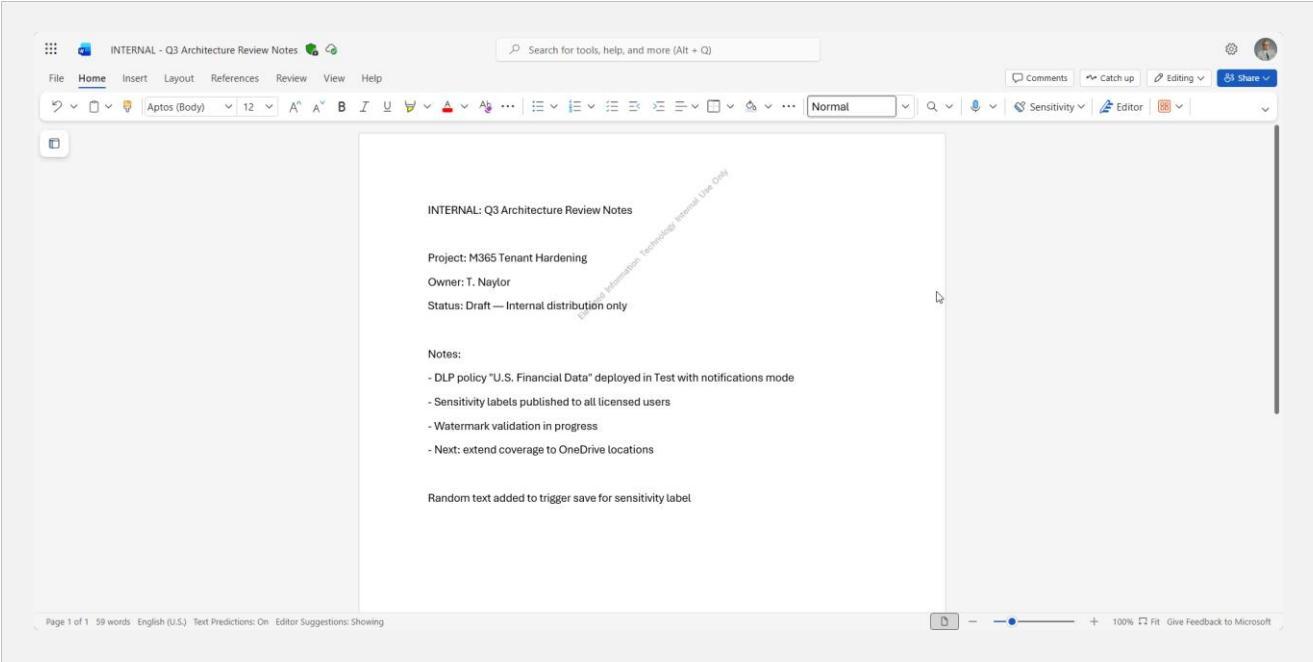 INTERNAL - Q3 Architecture Review Notes
Search for tools, help, and more (Alt + Q)
File Home Insert Layout References Review View Help
Comments Catch up Editing Share
Aptos (Body) 12 A A B I U A Normal Sensitivity Editor
INTERNAL: Q3 Architecture Review Notes
Project: M365 Tenant Hardening
Owner: T. Naylor
Status: Draft — Internal distribution only
Information Technology Internal Use Only
Notes:
- DLP policy "U.S. Financial Data" deployed in Test with notifications mode
- Sensitivity labels published to all licensed users
- Watermark validation in progress
- Next: extend coverage to OneDrive locations
Random text added to trigger save for sensitivity label
Page 1 of 1 59 words English (U.S.) Text Predictions: On Editor Suggestions: Showing
100% Fit Give Feedback to Microsoft